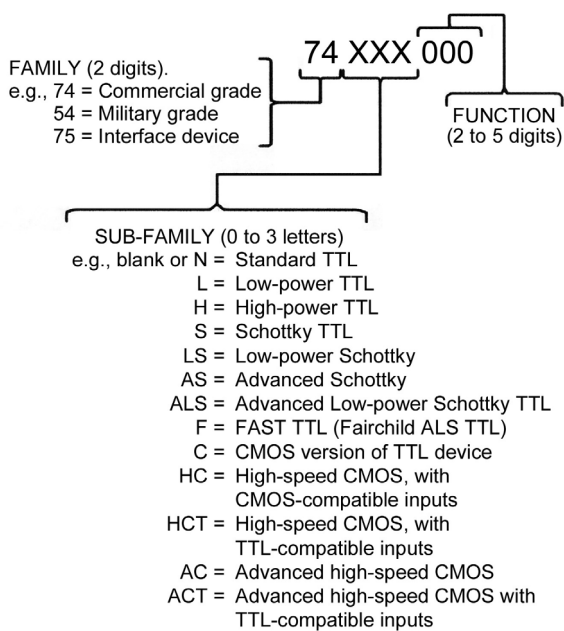 74 XXX 000
FAMILY (2 digits).
e.g., 74 = Commercial grade
54 = Military grade
75 = Interface device
FUNCTION
(2 to 5 digits)
SUB-FAMILY (0 to 3 letters)
e.g., blank or N = Standard TTL
L = Low-power TTL
H = High-power TTL
S = Schottky TTL
LS = Low-power Schottky
AS = Advanced Schottky
ALS = Advanced Low-power Schottky TTL
F = FAST TTL (Fairchild ALS TTL)
C = CMOS version of TTL device
HC = High-speed CMOS, with
CMOS-compatible inputs
HCT = High-speed CMOS, with
TTL-compatible inputs
AC = Advanced high-speed CMOS
ACT = Advanced high-speed CMOS with
TTL-compatible inputs